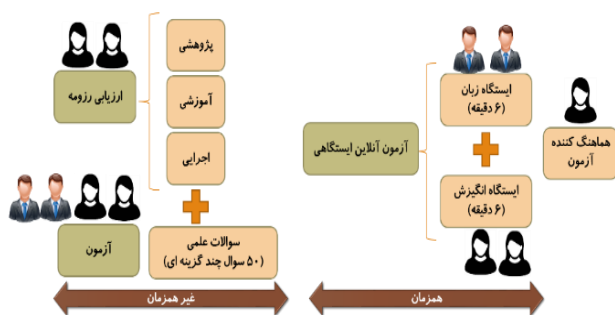 ارزیابی رزومه
پژوهشی
آموزشی
اجرایی
آزمون
سوالات علمی
(۵۰ سوال چند گزینه ای)
غیر همزمان
آزمون آنلاین ایستگاهی
ایستگاه زبان
(۶ دقیقه)
ایستگاه انگیزش
(۶ دقیقه)
هماهنگ کننده
آزمون
همزمان